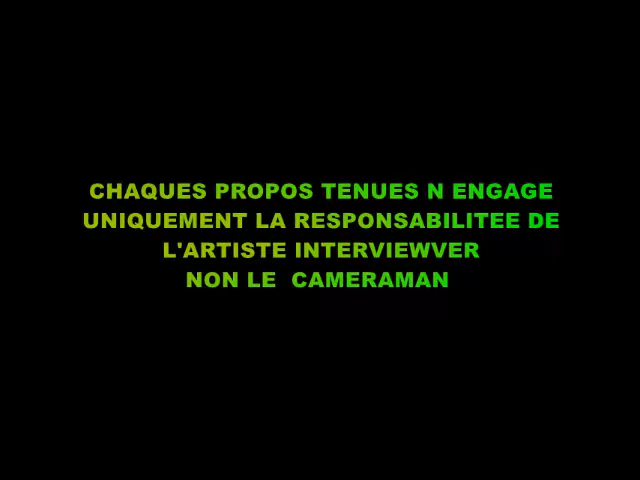 CHAQUES PROPOS TENUES N ENGAGE
UNIQUEMENT LA RESPONSABILITEE DE
L'ARTISTE INTERVIEWVER
NON LE  CAMERAMAN